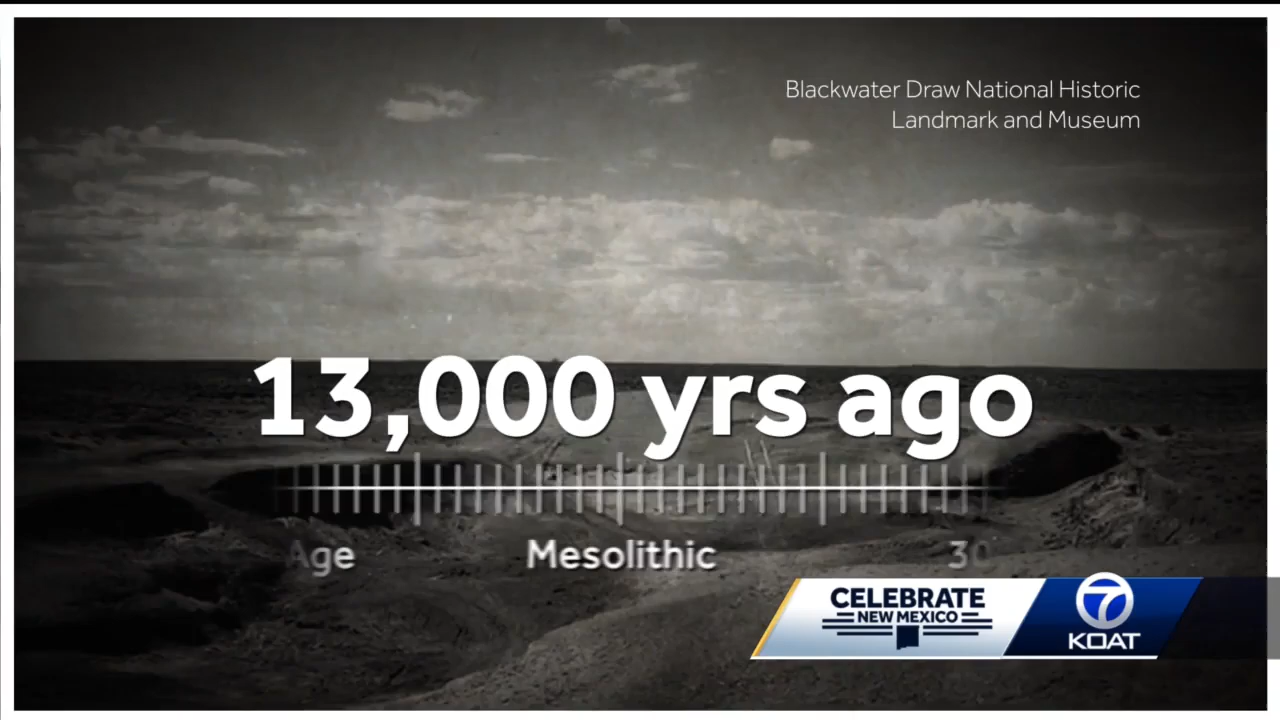 Blackwater Draw National Historic
Landmark and Museum
13,000 yrs ago
Age
Mesolithic
30
CELEBRATE
NEW MEXICO
7
KOAT